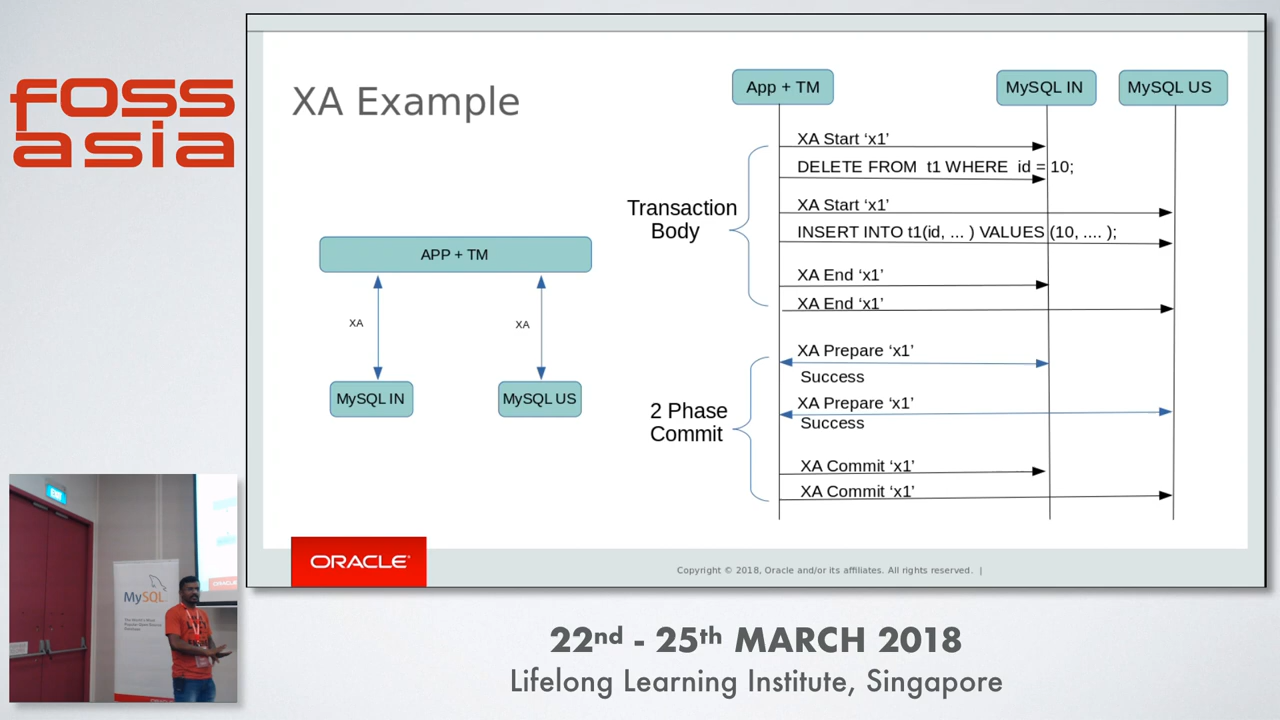 foss
asia
XA Example
App + TM
MySQL IN
MySQL US
XA Start ‘x1’
DELETE FROM t1 WHERE id = 10;
XA Start ‘x1’
INSERT INTO t1(id, ... ) VALUES (10, .... );
XA End ‘x1’
XA End ‘x1’
Transaction
Body
XA Prepare ‘x1’
Success
XA Prepare ‘x1’
Success
XA Commit ‘x1’
XA Commit ‘x1’
2 Phase
Commit
APP + TM
XA
XA
MySQL IN
MySQL US
ORACLE
Copyright © 2018, Oracle and/or its affiliates. All rights reserved. |
MySQL
22nd - 25th MARCH 2018
Lifelong Learning Institute, Singapore